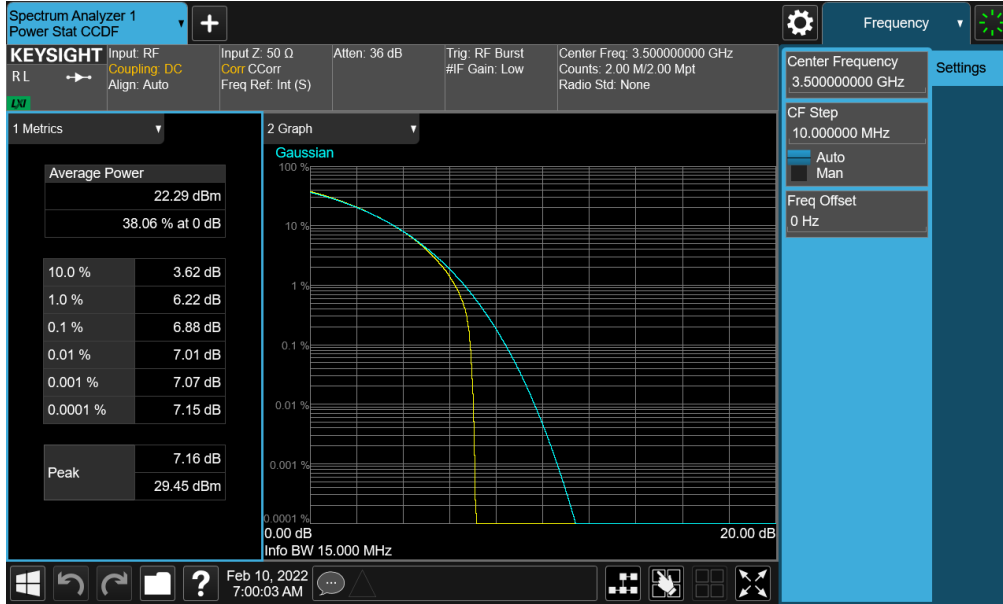 Spectrum Analyzer 1
Power Stat CCDF
Frequency
KEYSIGHT
R L
LXI
Input: RF
Coupling: DC
Align: Auto
Input Z: 50 Ω
Corr CCorr
Freq Ref: Int (S)
Atten: 36 dB
Trig: RF Burst
#IF Gain: Low
Center Freq: 3.500000000 GHz
Counts: 2.00 M/2.00 Mpt
Radio Std: None
Center Frequency
3.500000000 GHz
Settings
CF Step
10.000000 MHz
Auto
Man
Freq Offset
0 Hz
1 Metrics
Average Power
22.29 dBm
38.06 % at 0 dB
10.0 % 3.62 dB
1.0 % 6.22 dB
0.1 % 6.88 dB
0.01 % 7.01 dB
0.001 % 7.07 dB
0.0001 % 7.15 dB
Peak
7.16 dB
29.45 dBm
2 Graph
Gaussian
100 %
10 %
1 %
0.1 %
0.01 %
0.001 %
0.0001 %
0.00 dB 20.00 dB
Info BW 15.000 MHz
?
Feb 10, 2022
7:00:03 AM